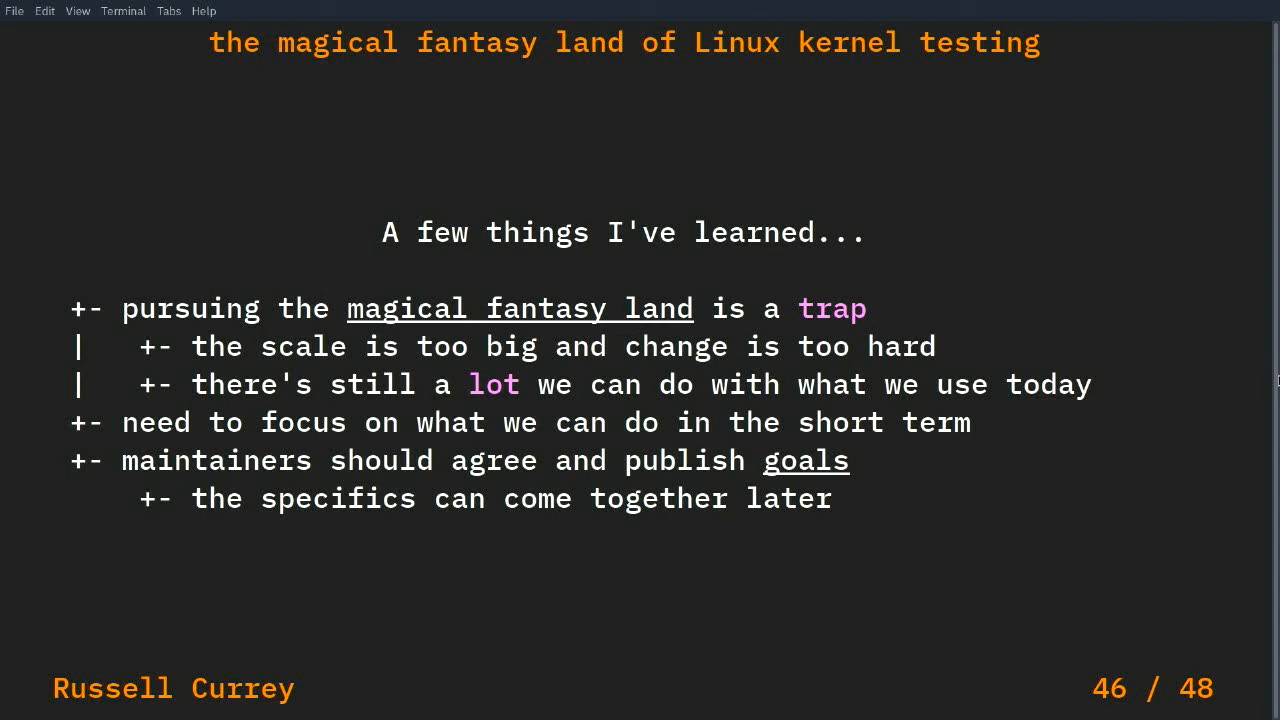 File Edit View Terminal Tabs Help
the magical fantasy land of Linux kernel testing
A few things I've learned...
+- pursuing the magical fantasy land is a trap
|   +- the scale is too big and change is too hard
|   +- there's still a lot we can do with what we use today
+- need to focus on what we can do in the short term
+- maintainers should agree and publish goals
    +- the specifics can come together later
Russell Currey 46 / 48